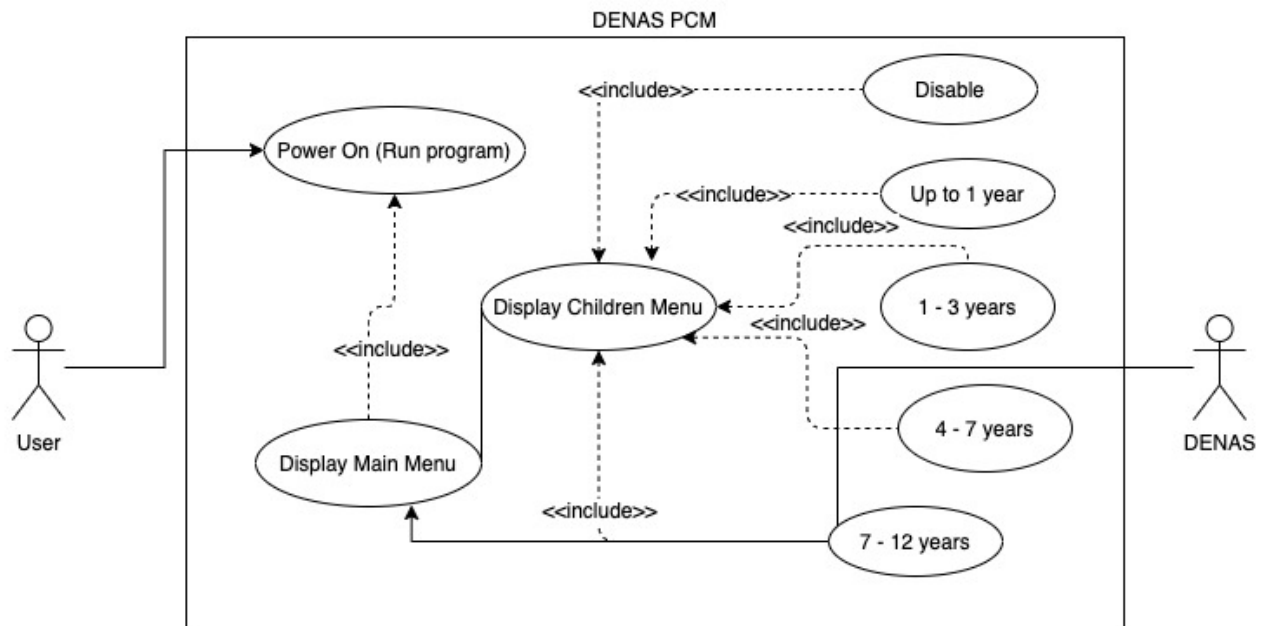 DENAS PCM
<<include>>
Disable
Power On (Run program)
<<include>>
Up to 1 year
<<include>>
Display Children Menu
1 - 3 years
<<include>>
<<include>>
4 - 7 years
User
DENAS
Display Main Menu
<<include>>
7 - 12 years